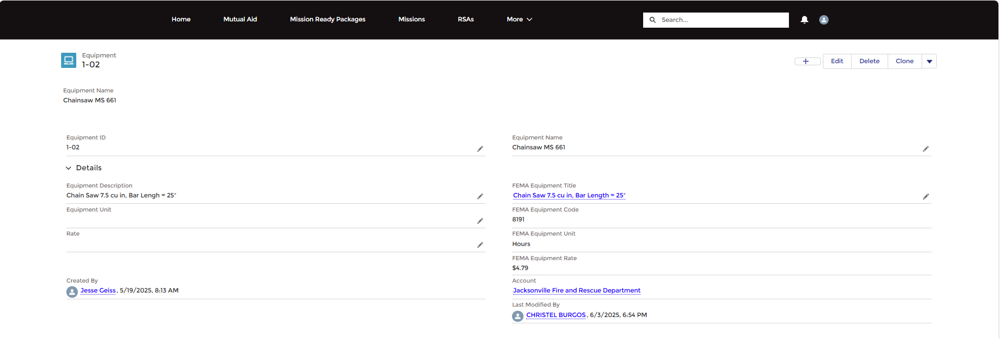 Home Mutual Aid Mission Ready Packages Missions RSAs More Search...
Equipment
1-02
Edit Delete Clone
Equipment Name
Chainsaw MS 661
Equipment ID
1-02
Equipment Name
Chainsaw MS 661
Details
Equipment Description
Chain Saw 7.5 cu in, Bar Lengh = 25"
FEMA Equipment Title
Chain Saw 7.5 cu in, Bar Length = 25"
Equipment Unit
FEMA Equipment Code
8191
Rate
FEMA Equipment Unit
Hours
FEMA Equipment Rate
$4.79
Created By
Jesse Geiss, 5/19/2025, 8:13 AM
Account
Jacksonville Fire and Rescue Department
Last Modified By
CHRISTEL BURGOS, 6/3/2025, 6:54 PM